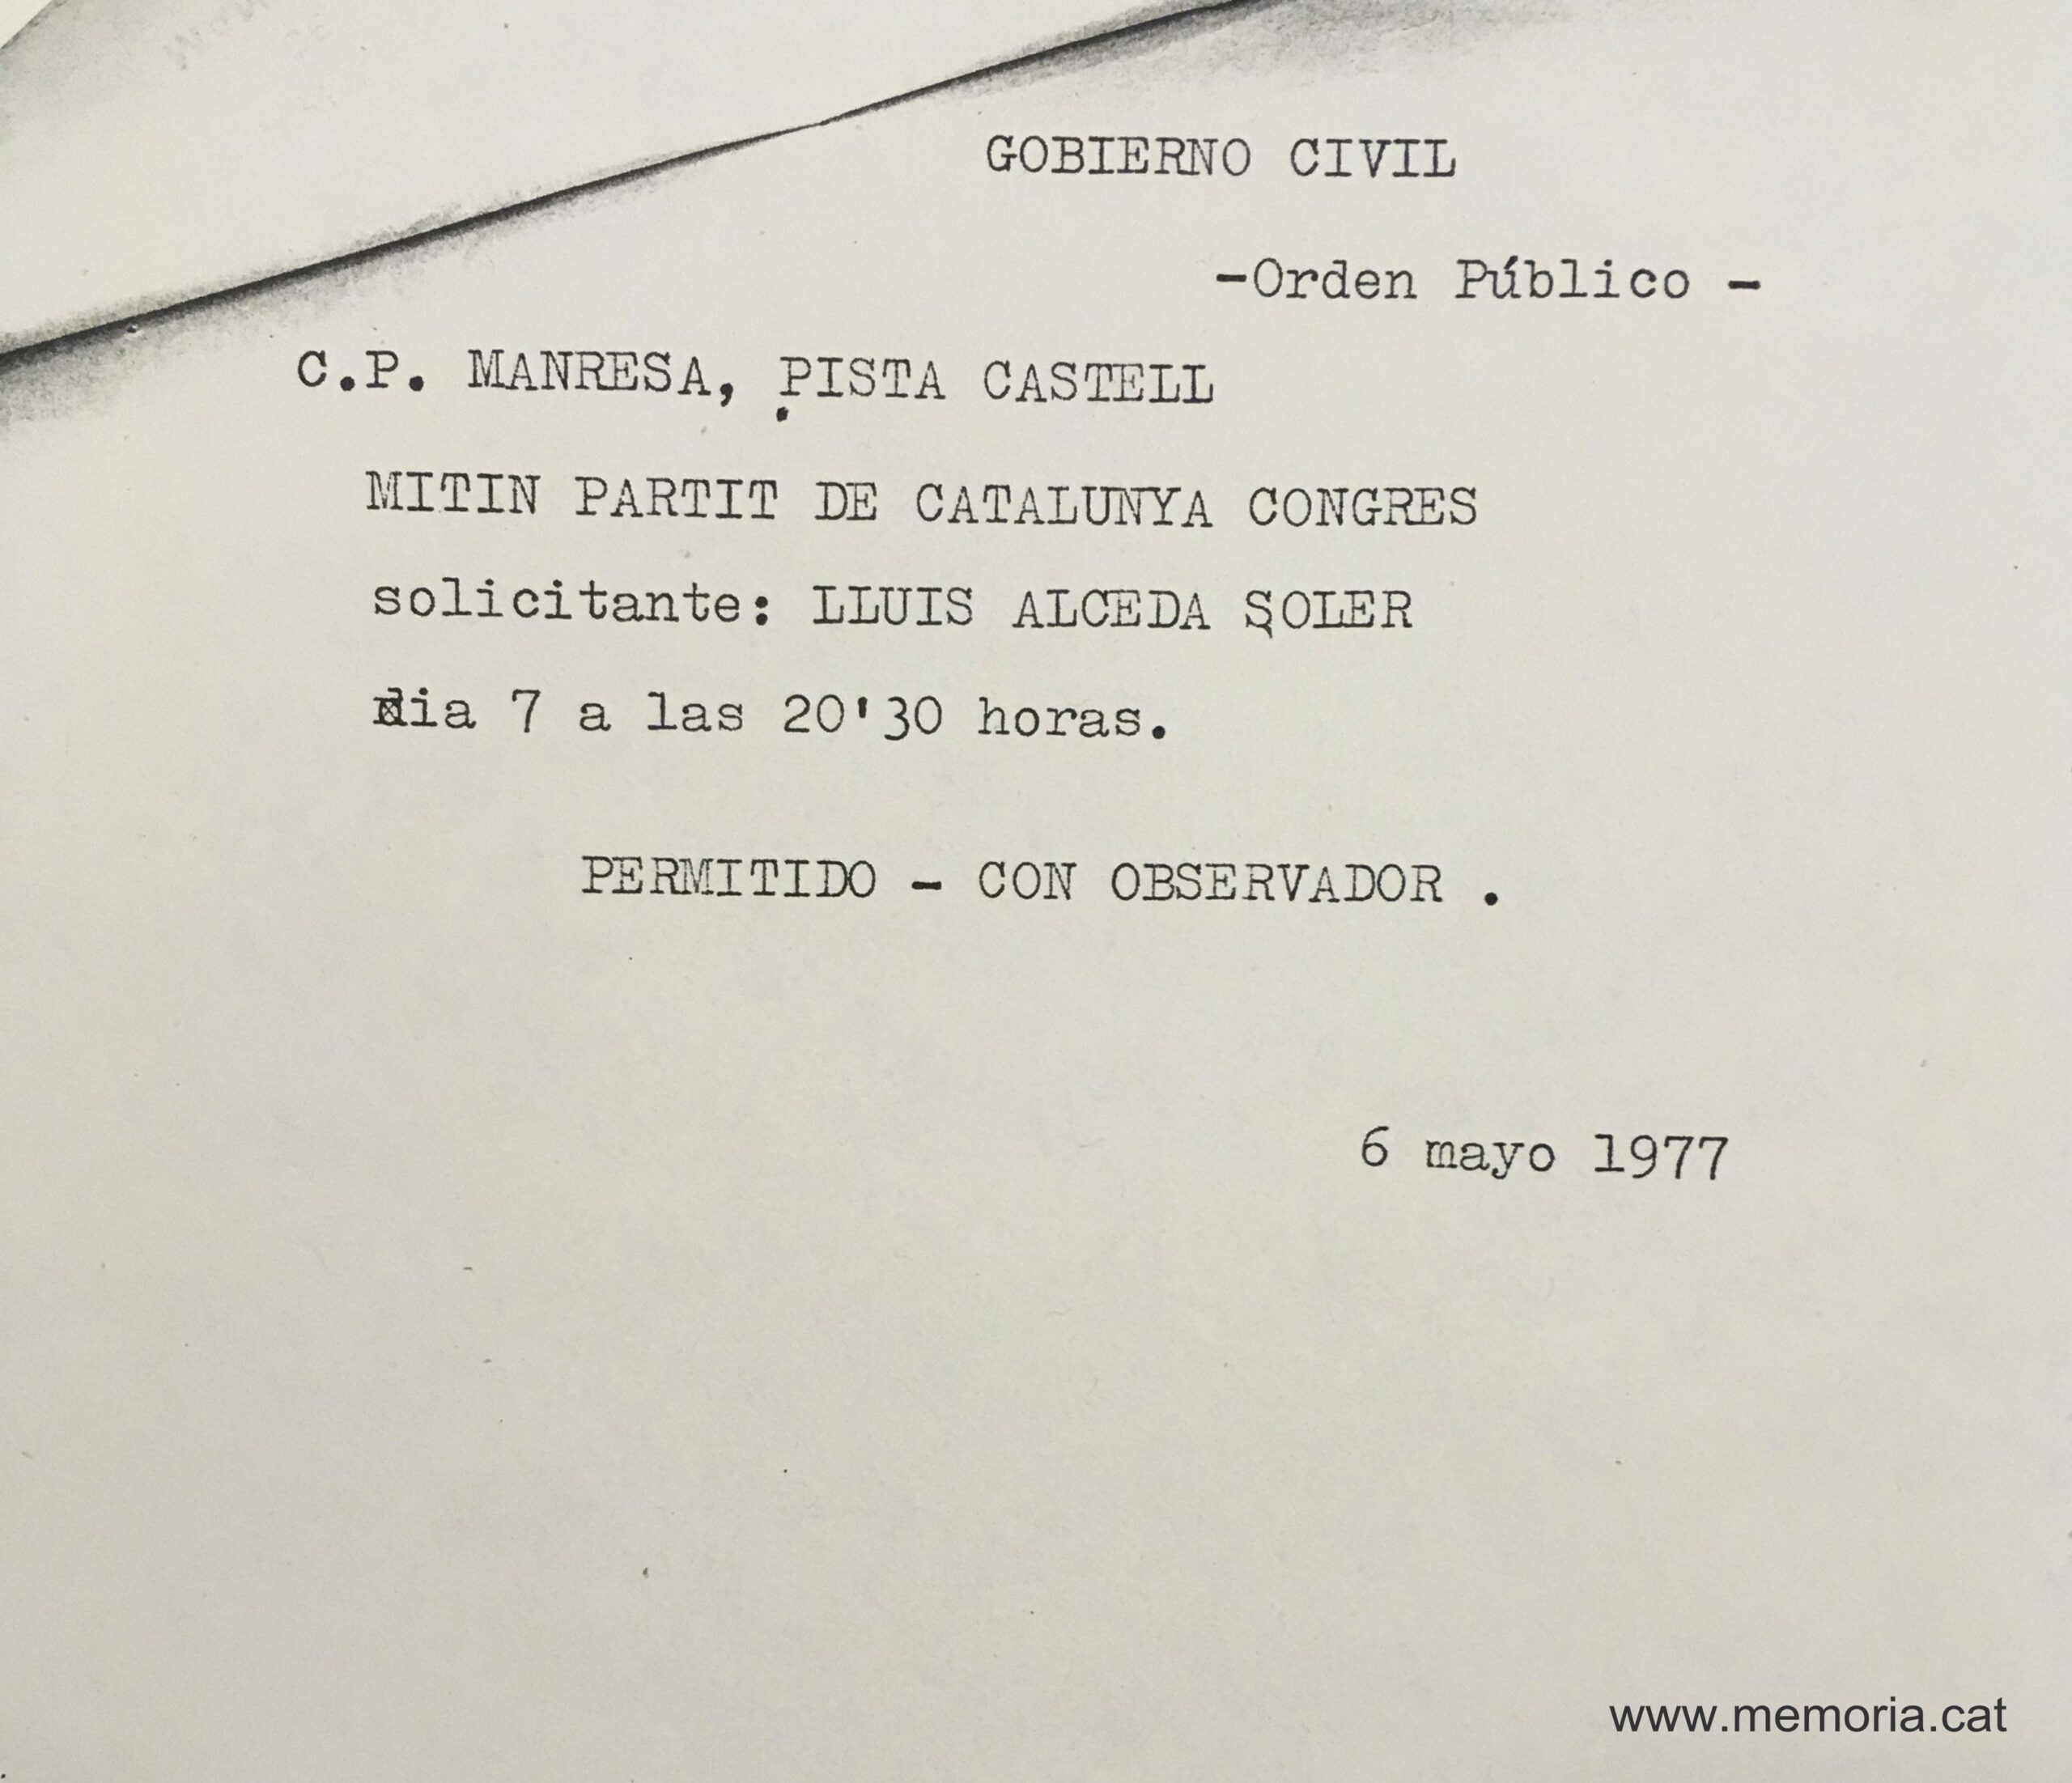 GOBIERNO CIVIL
-Orden Público -
C.P. MANRESA, PISTA CASTELL
MITIN PARTIT DE CATALUNYA CONGRES
solicitante: LLUIS ALCEDA SOLER
dia 7 a las 20'30 horas.
PERMITIDO - CON OBSERVADOR .
6 mayo 1977
www.memoria.cat